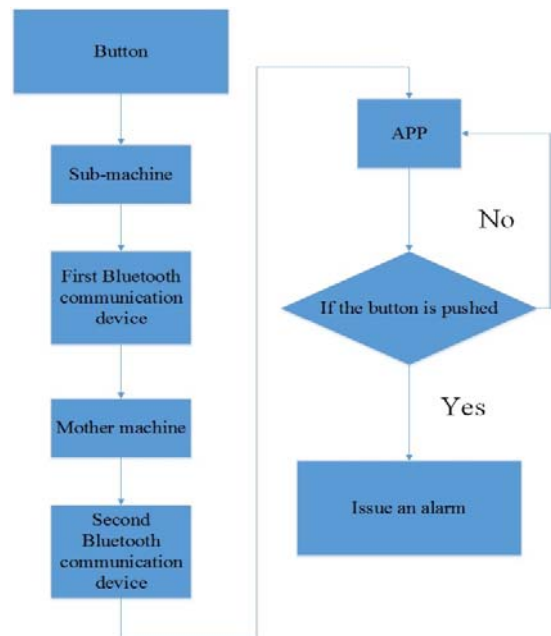 Button
Sub-machine
First Bluetooth
communication
device
Mother machine
Second
Bluetooth
communication
device
APP
No
If the button is pushed
Yes
Issue an alarm